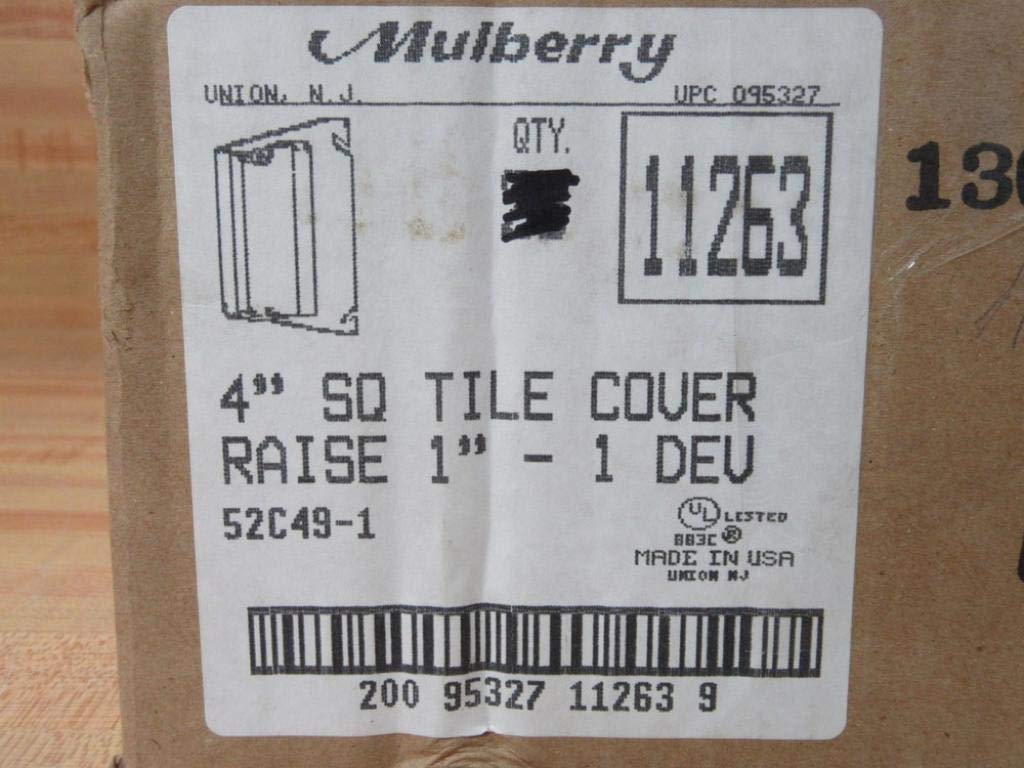 Mulberry
UNION, N.J. UPC 095327
QTY.
11263
4" SQ TILE COVER
RAISE 1" - 1 DEV
52C49-1
UL LISTED
883C ®
MADE IN USA
UNION NJ
200 95327 11263 9